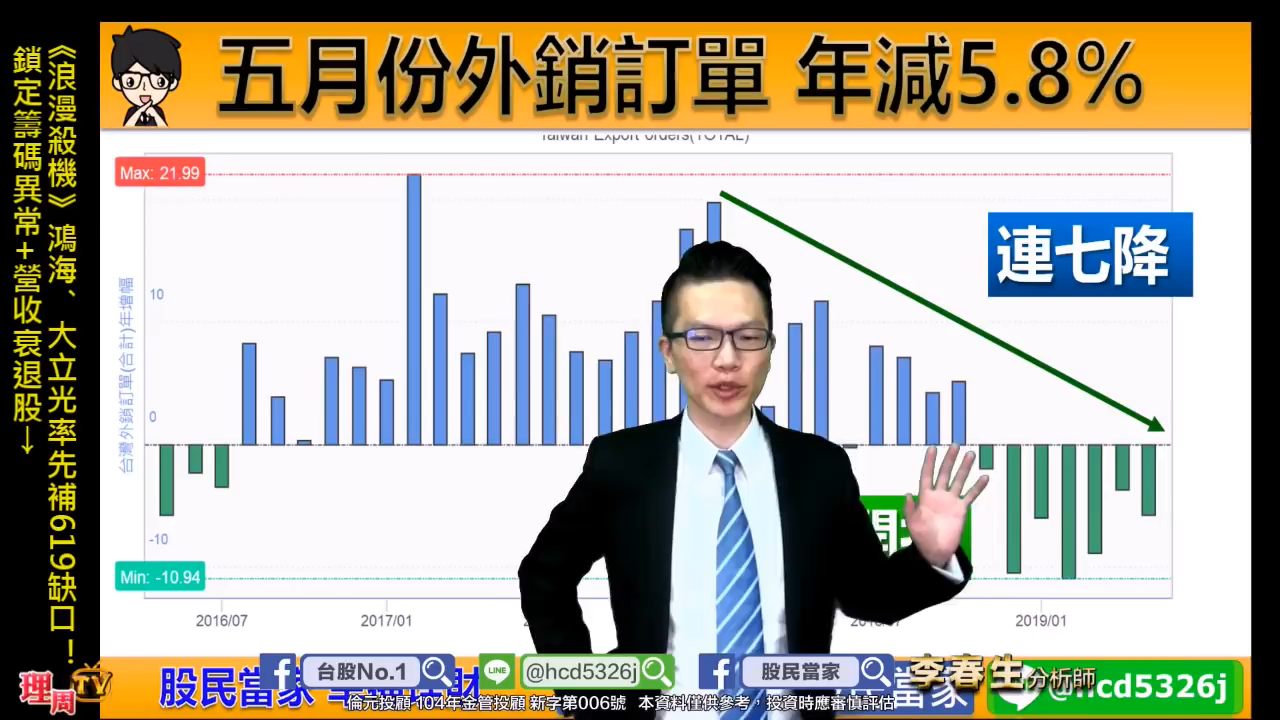 《浪漫殺機》鴻海、大立光率先補619缺口！
鎖定籌碼異常+營收衰退股→
五月份外銷訂單 年減5.8%
Taiwan Export orders(TOTAL)
Max: 21.99
連七降
10
0
-10
台灣外銷訂單(合計)年增幅
Min: -10.94
2016/07
2017/01
2019/01
理周TV
股民當家
台股No.1
LINE
@hcd5326j
股民當家
李春生分析師
當家
@hcd5326j
倫元投顧 104年金管投顧 新字第006號 本資料僅供參考，投資時應審慎評估